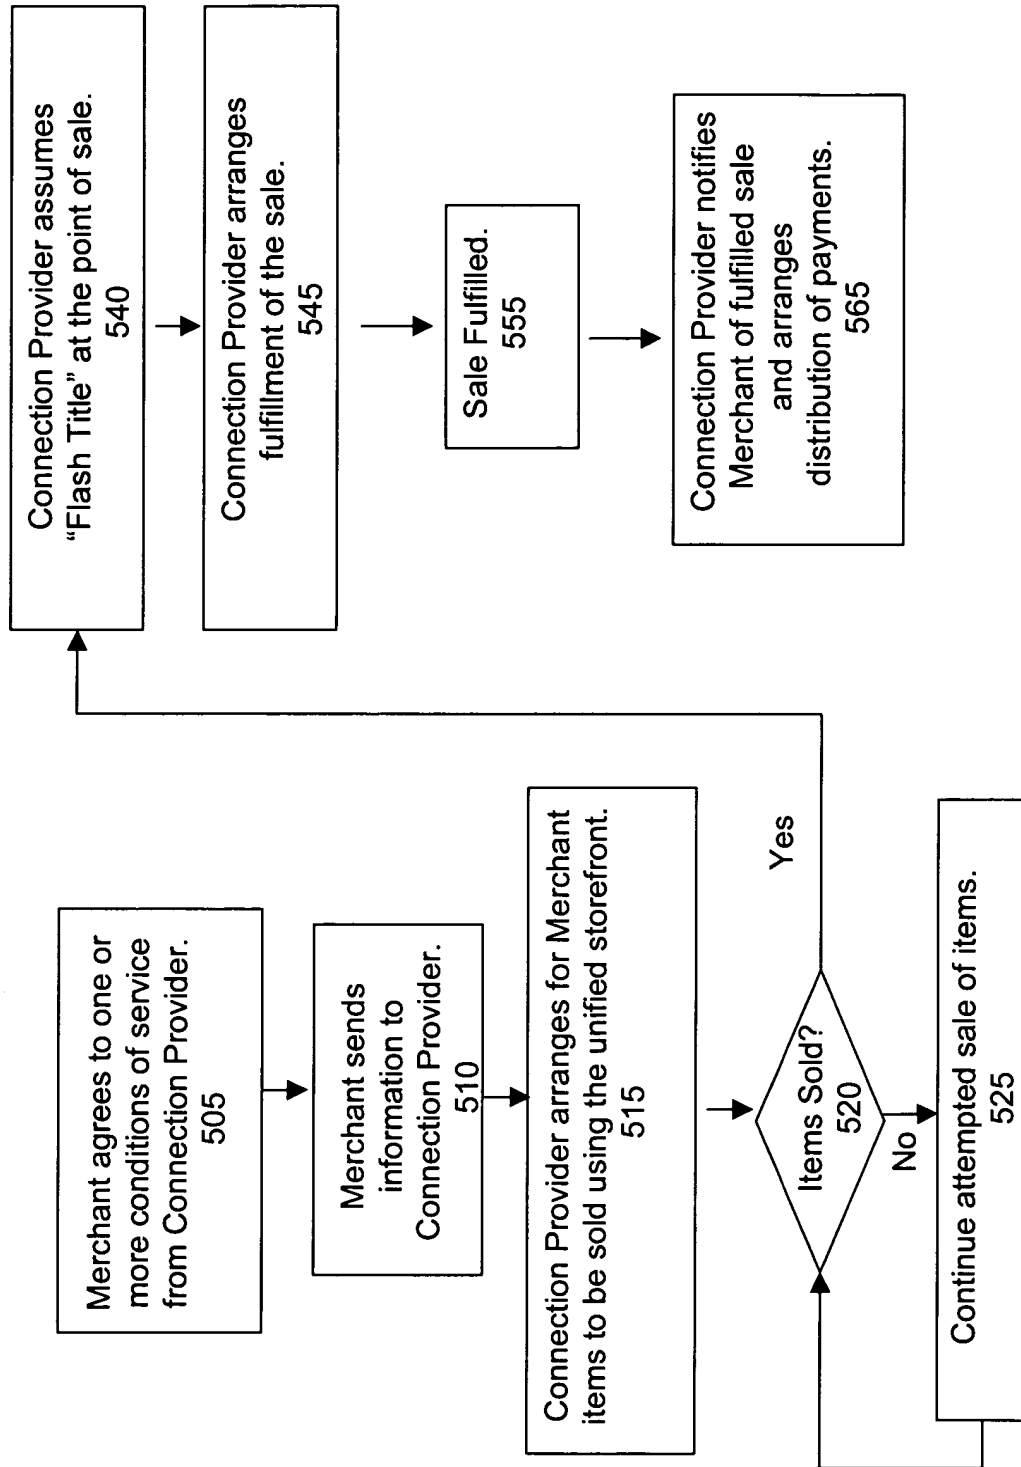 Merchant agrees to one or
more conditions of service
from Connection Provider.
505
Merchant sends
information to
Connection Provider.
510
Connection Provider arranges for Merchant
items to be sold using the unified storefront.
515
Items Sold?
520
Yes
No
Continue attempted sale of items.
525
Connection Provider assumes
“Flash Title” at the point of sale.
540
Connection Provider arranges
fulfillment of the sale.
545
Sale Fulfilled.
555
Connection Provider notifies
Merchant of fulfilled sale
and arranges
distribution of payments.
565